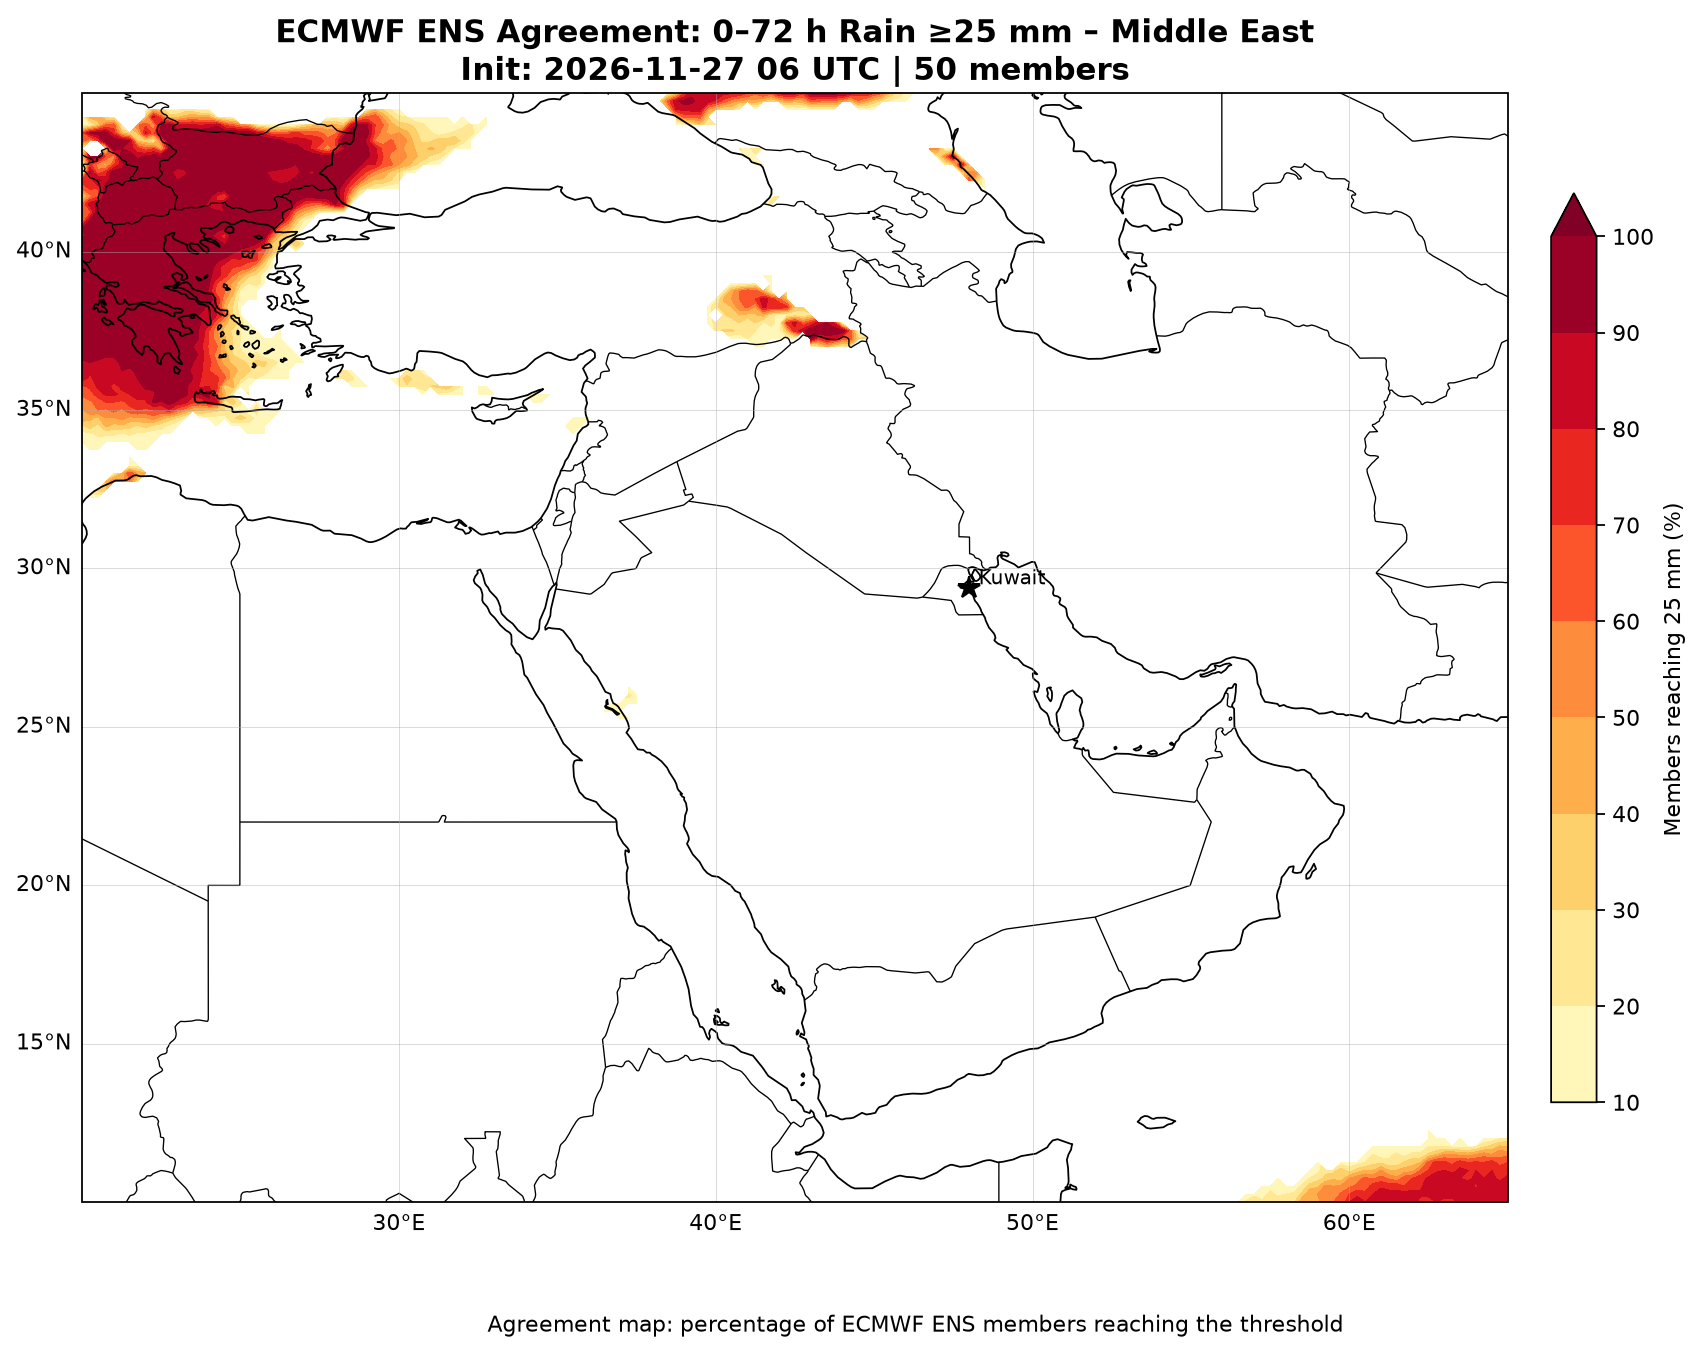 ECMWF ENS Agreement: 0–72 h Rain ≥25 mm – Middle East
Init: 2026-11-27 06 UTC | 50 members
40°N
35°N
30°N
25°N
20°N
15°N
30°E
40°E
50°E
60°E
Kuwait
100
90
80
70
60
50
40
30
20
10
Members reaching 25 mm (%)
Agreement map: percentage of ECMWF ENS members reaching the threshold